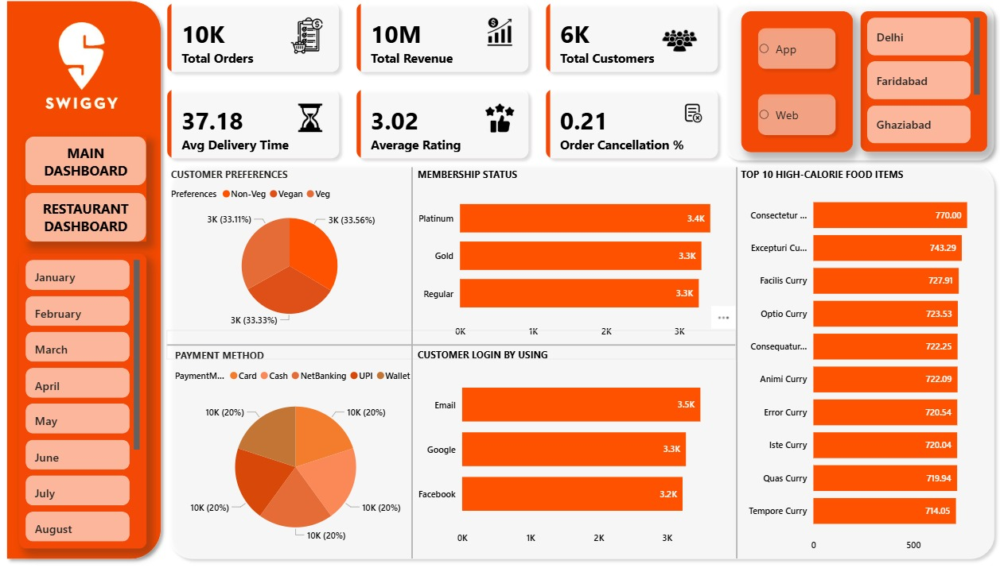 SWIGGY
MAIN
DASHBOARD
RESTAURANT
DASHBOARD
January
February
March
April
May
June
July
August
10K
Total Orders
10M
Total Revenue
6K
Total Customers
37.18
Avg Delivery Time
3.02
Average Rating
0.21
Order Cancellation %
App
Web
Delhi
Faridabad
Ghaziabad
CUSTOMER PREFERENCES
Preferences Non-Veg Vegan Veg
3K (33.11%) 3K (33.56%)
3K (33.33%)
MEMBERSHIP STATUS
Platinum 3.4K
Gold 3.3K
Regular 3.3K
0K 1K 2K 3K
PAYMENT METHOD
PaymentM... Card Cash NetBanking UPI Wallet
10K (20%) 10K (20%)
10K (20%) 10K (20%)
10K (20%)
CUSTOMER LOGIN BY USING
Email 3.5K
Google 3.3K
Facebook 3.2K
0K 1K 2K 3K
TOP 10 HIGH-CALORIE FOOD ITEMS
Consectetur ... 770.00
Excepturi Cu... 743.29
Facilis Curry 727.91
Optio Curry 723.53
Consequatur... 722.25
Animi Curry 722.09
Error Curry 720.54
Iste Curry 720.04
Quas Curry 719.94
Tempore Curry 714.05
0 500